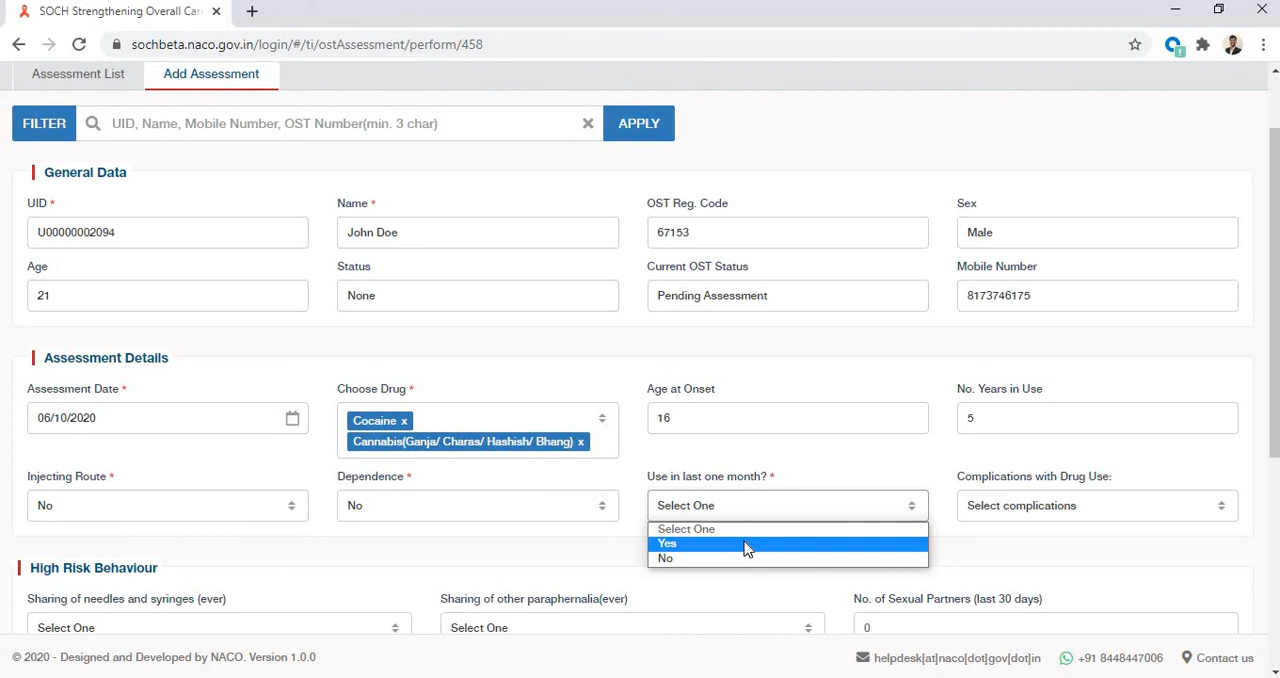 SOCH Strengthening Overall Car
sochbeta.naco.gov.in/login/#/ti/ostAssessment/perform/458
Assessment List Add Assessment
FILTER UID, Name, Mobile Number, OST Number(min. 3 char) APPLY
General Data
UID * Name * OST Reg. Code Sex
U00000002094 John Doe 67153 Male
Age Status Current OST Status Mobile Number
21 None Pending Assessment 8173746175
Assessment Details
Assessment Date * Choose Drug * Age at Onset No. Years in Use
06/10/2020 Cocaine x 16 5
Cannabis(Ganja/ Charas/ Hashish/ Bhang) x
Injecting Route * Dependence * Use in last one month? * Complications with Drug Use:
No No Select One Select complications
Select One
Yes
No
High Risk Behaviour
Sharing of needles and syringes (ever) Sharing of other paraphernalia(ever) No. of Sexual Partners (last 30 days)
Select One Select One 0
© 2020 - Designed and Developed by NACO. Version 1.0.0 helpdesk[at]naco[dot]gov[dot]in +91 8448447006 Contact us